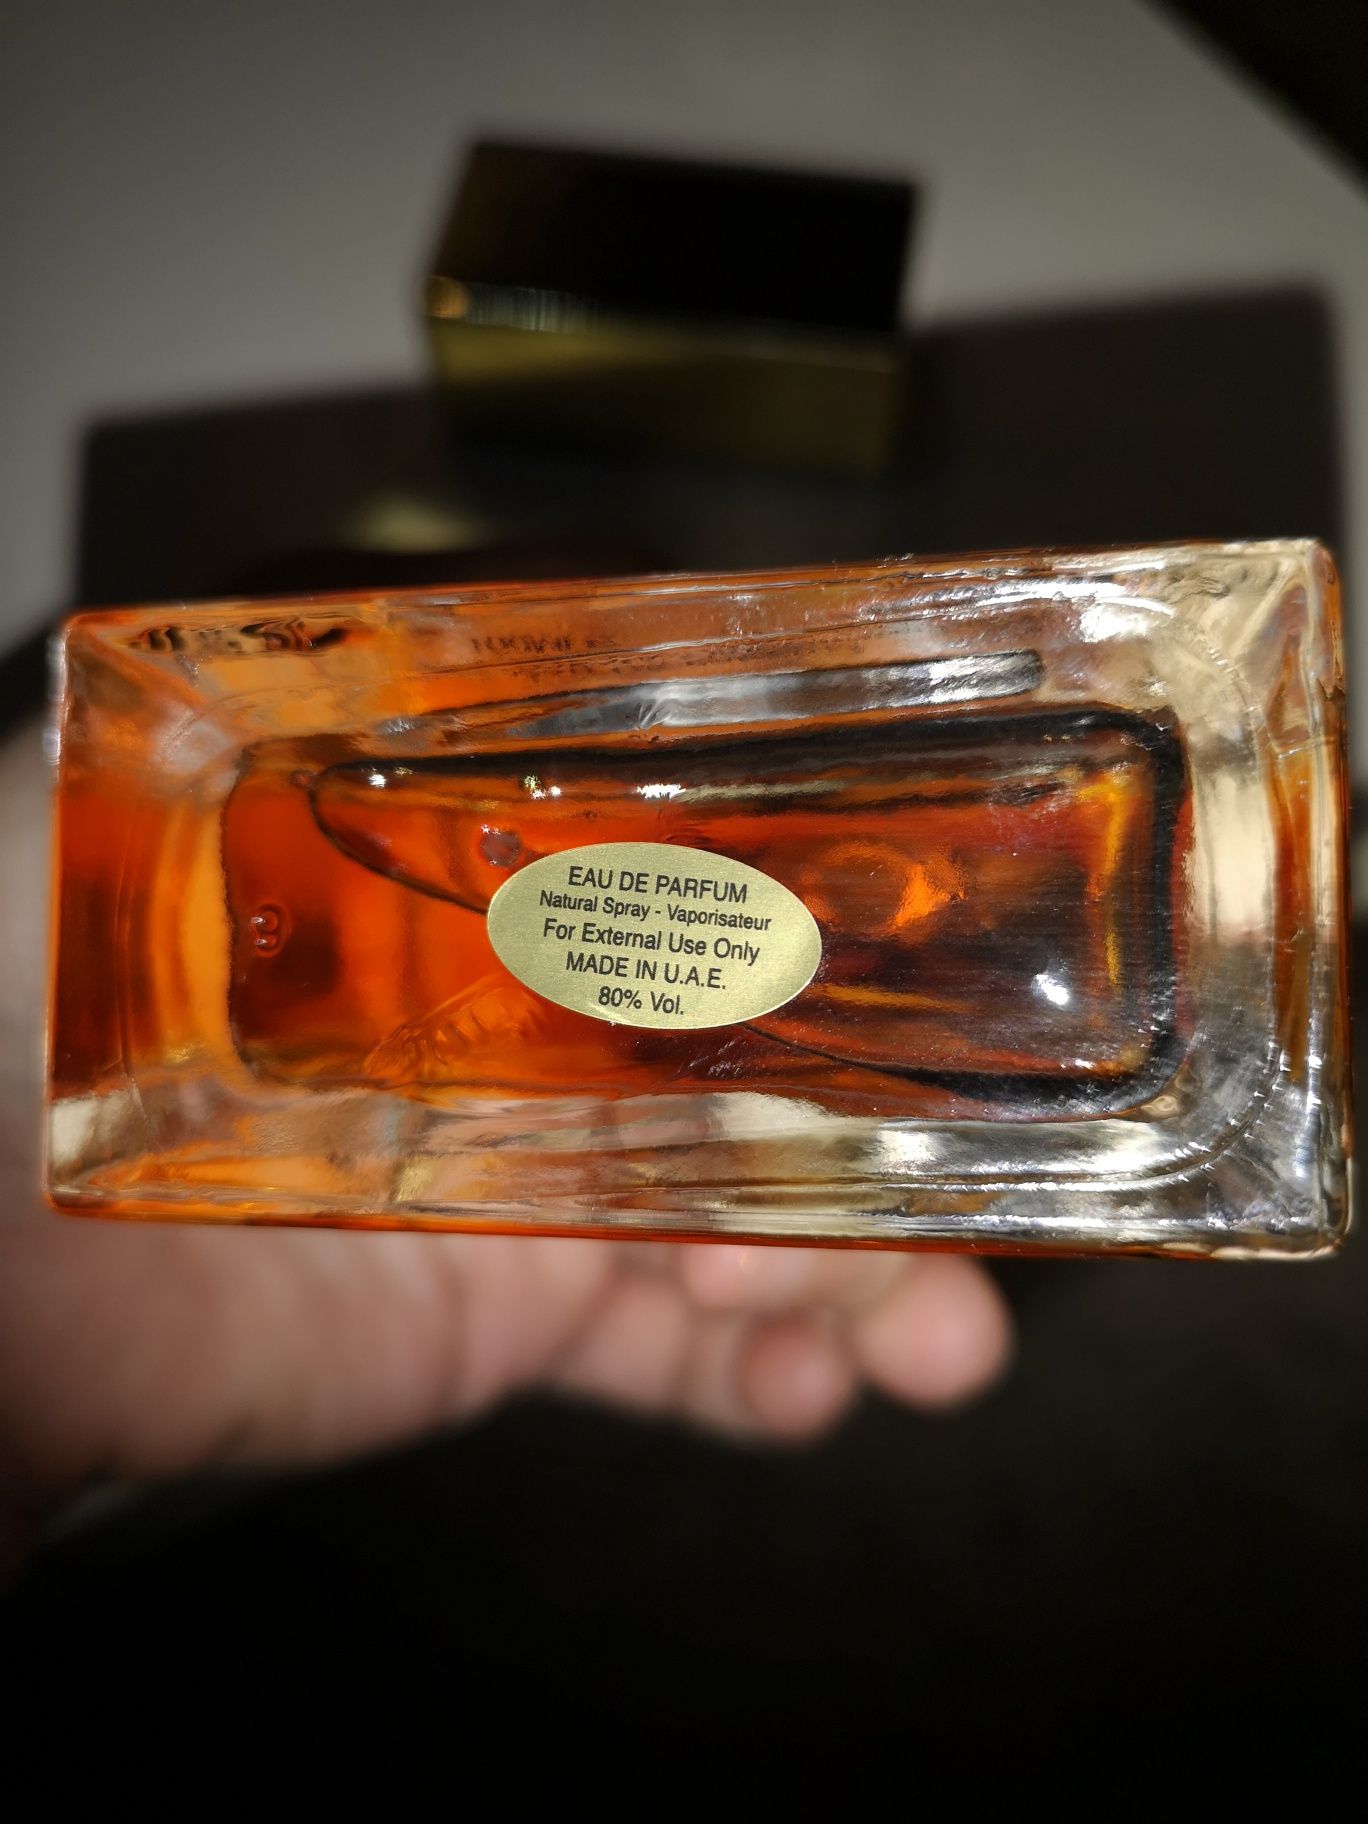 EAU DE PARFUM
Natural Spray - Vaporisateur
For External Use Only
MADE IN U.A.E.
80% Vol.